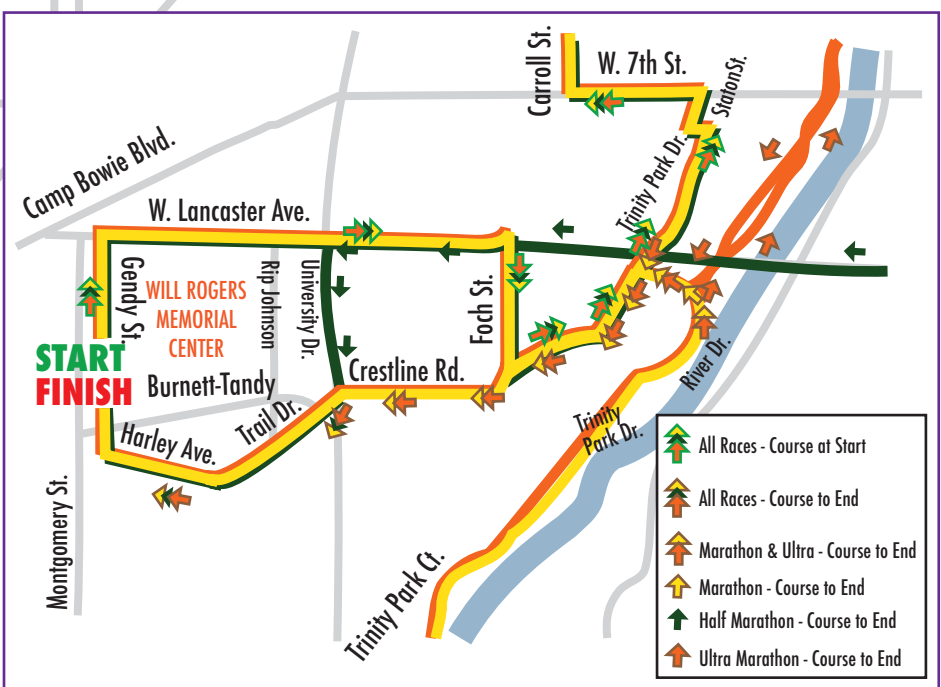 Carroll St.
W. 7th St.
StatonSt.
Camp Bowie Blvd.
W. Lancaster Ave.
Trinity Park Dr.
Gendy St.
WILL ROGERS
MEMORIAL
CENTER
Rip Johnson
University Dr.
Foch St.
START
FINISH
Burnett-Tandy
Crestline Rd.
River Dr.
Harley Ave.
Trail Dr.
Trinity
Park Dr.
Montgomery St.
Trinity Park Ct.
All Races - Course at Start
All Races - Course to End
Marathon & Ultra - Course to End
Marathon - Course to End
Half Marathon - Course to End
Ultra Marathon - Course to End